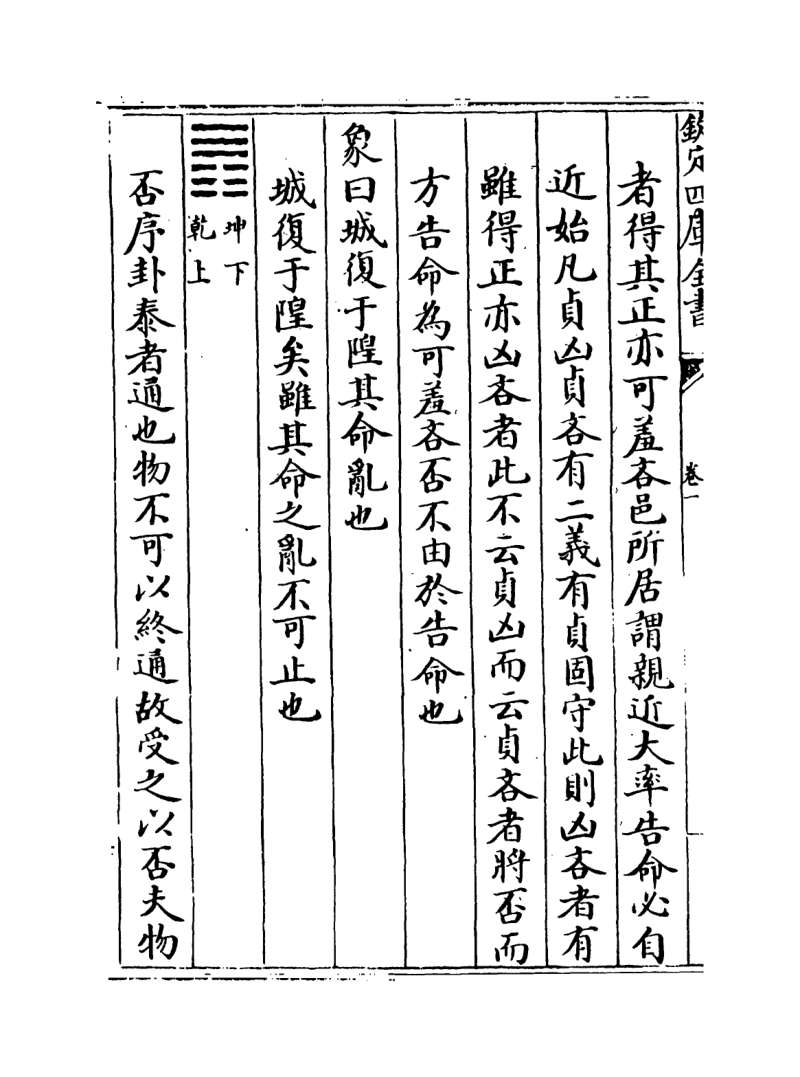 欽定四庫全書
卷一
者得其正亦可羞吝邑所居謂親近大率告命必自
近始凡貞凶貞吝有二義有貞固守此則凶吝者有
雖得正亦凶吝者此不云貞凶而云貞吝者將否而
方告命為可羞吝否不由於告命也
象曰城復于隍其命亂也
城復于隍矣雖其命之亂不可止也
坤下
乾上
否序卦泰者通也物不可以終通故受之以否夫物